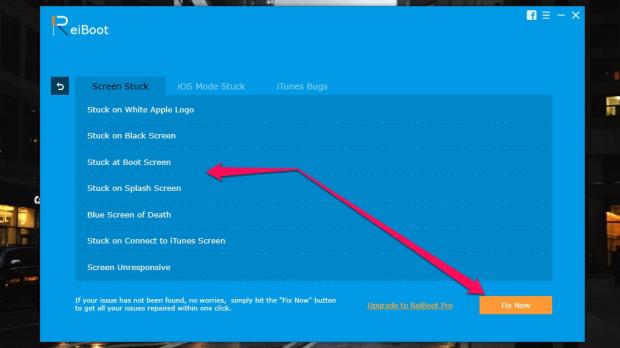 ReiBoot
Screen Stuck
iOS Mode Stuck
iTunes Bugs
Stuck on White Apple Logo
Stuck on Black Screen
Stuck at Boot Screen
Stuck on Splash Screen
Blue Screen of Death
Stuck on Connect to iTunes Screen
Screen Unresponsive
If your issue has not been found, no worries, simply hit the "Fix Now" button
to get all your issues repaired within one click.
Upgrade to ReiBoot Pro
Fix Now